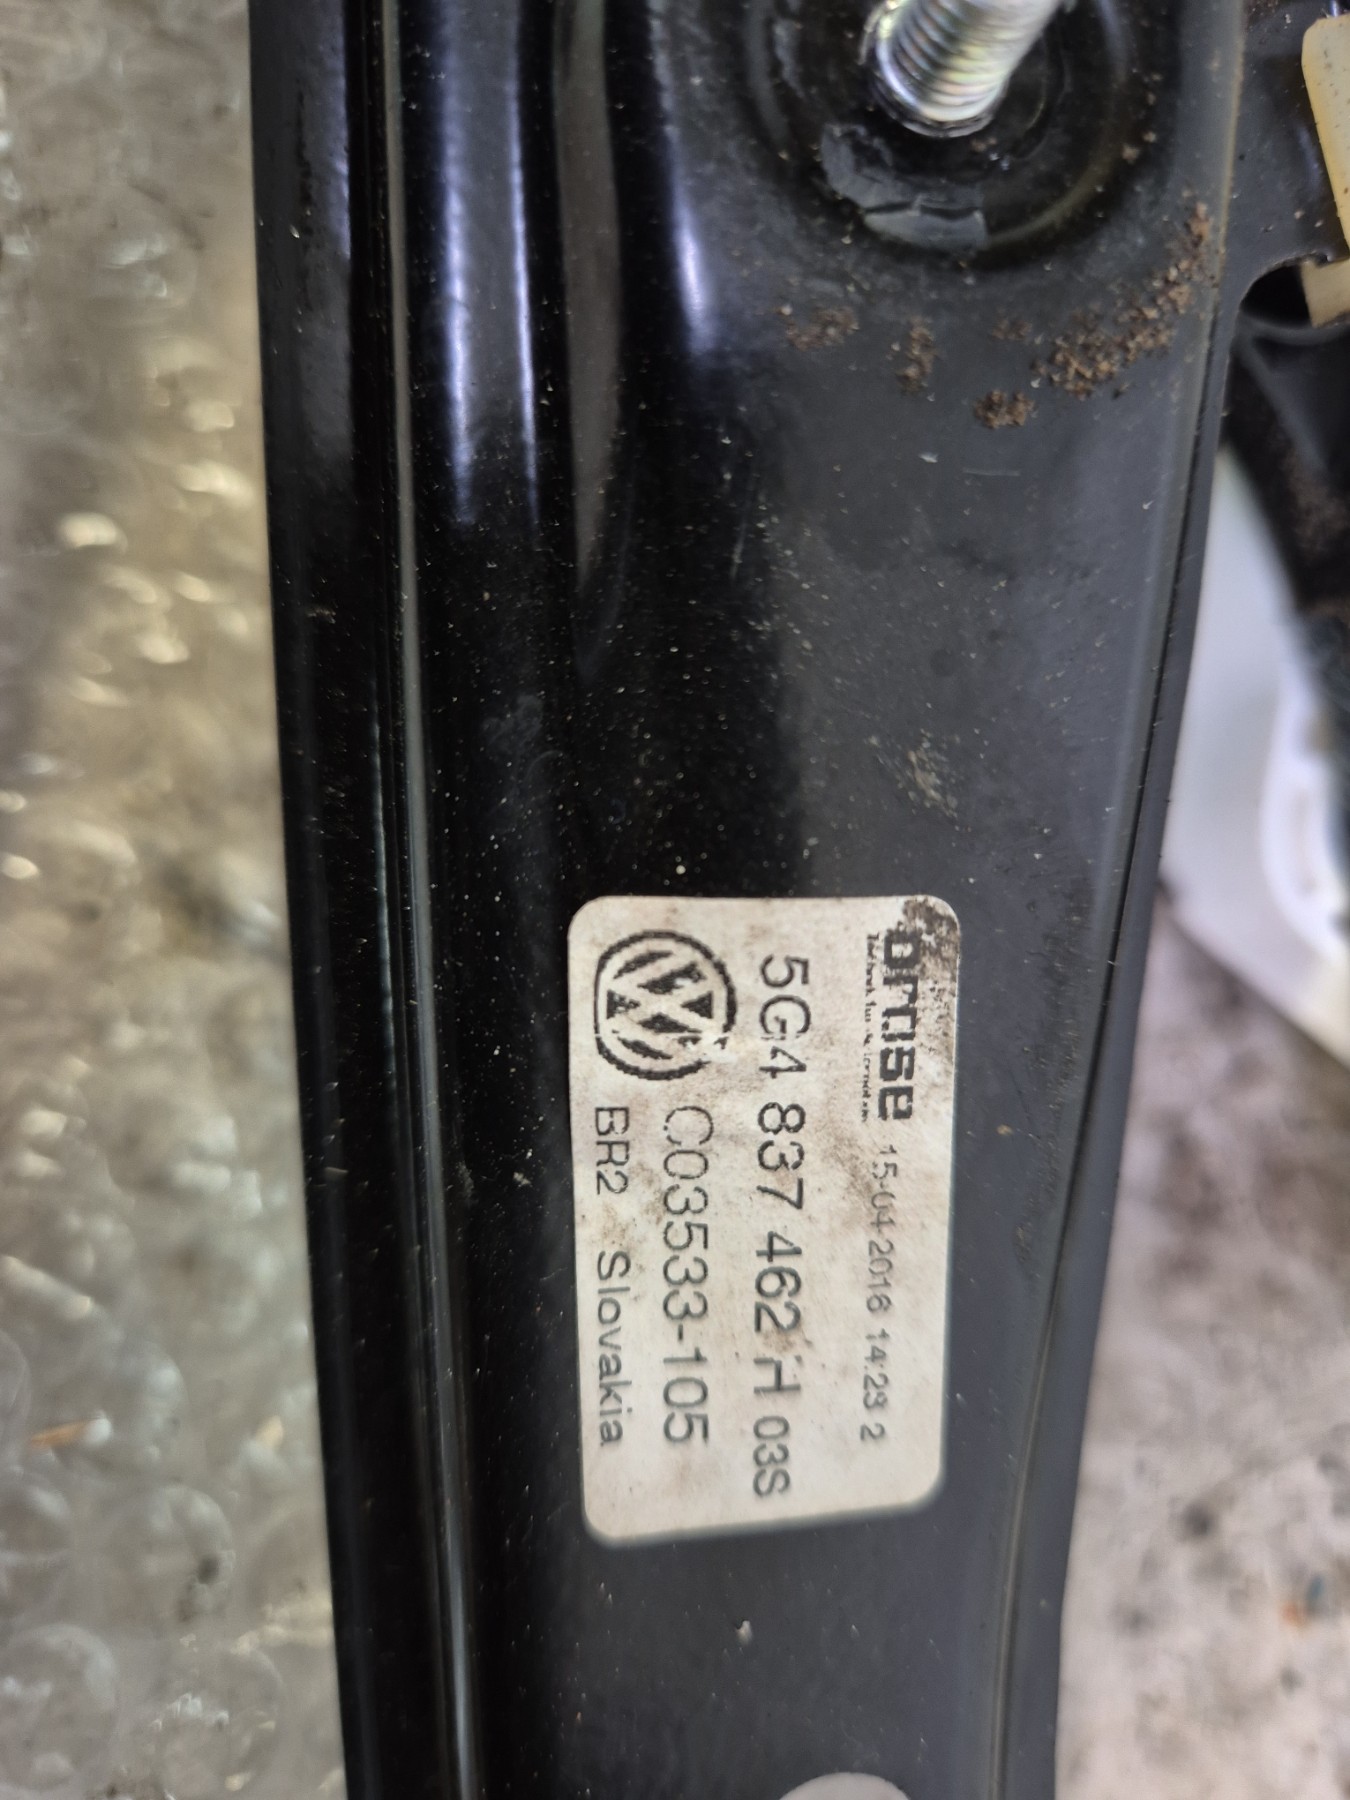 brose 15-04-2016 14:23 2
5G4 837 462 H 03S
C03533-105
BR2 Slovakia